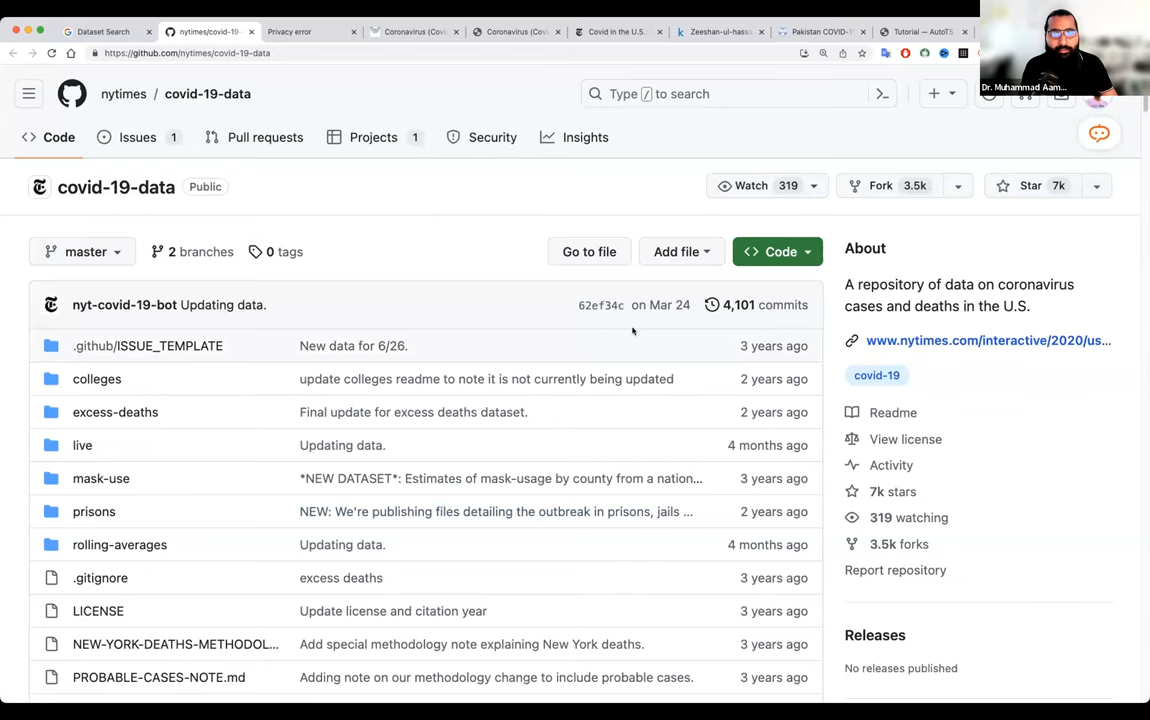 Dataset Search
nytimes/covid-19-data
Privacy error
Coronavirus (Cov
Coronavirus (Cov
Covid in the U.S.
Zeeshan-ul-hass
Pakistan COVID-1
Tutorial — AutoTS
https://github.com/nytimes/covid-19-data
Dr. Muhammad Aam...
nytimes / covid-19-data
Type / to search
Code
Issues 1
Pull requests
Projects 1
Security
Insights
covid-19-data Public
Watch 319
Fork 3.5k
Star 7k
master
2 branches
0 tags
Go to file
Add file
Code
About
A repository of data on coronavirus
cases and deaths in the U.S.
www.nytimes.com/interactive/2020/us...
covid-19
Readme
View license
Activity
7k stars
319 watching
3.5k forks
Report repository
Releases
No releases published
nyt-covid-19-bot Updating data. 62ef34c on Mar 24 4,101 commits
.github/ISSUE_TEMPLATE New data for 6/26. 3 years ago
colleges update colleges readme to note it is not currently being updated 2 years ago
excess-deaths Final update for excess deaths dataset. 2 years ago
live Updating data. 4 months ago
mask-use *NEW DATASET*: Estimates of mask-usage by county from a nation... 3 years ago
prisons NEW: We're publishing files detailing the outbreak in prisons, jails ... 2 years ago
rolling-averages Updating data. 4 months ago
.gitignore excess deaths 3 years ago
LICENSE Update license and citation year 3 years ago
NEW-YORK-DEATHS-METHODOL... Add special methodology note explaining New York deaths. 3 years ago
PROBABLE-CASES-NOTE.md Adding note on our methodology change to include probable cases. 3 years ago